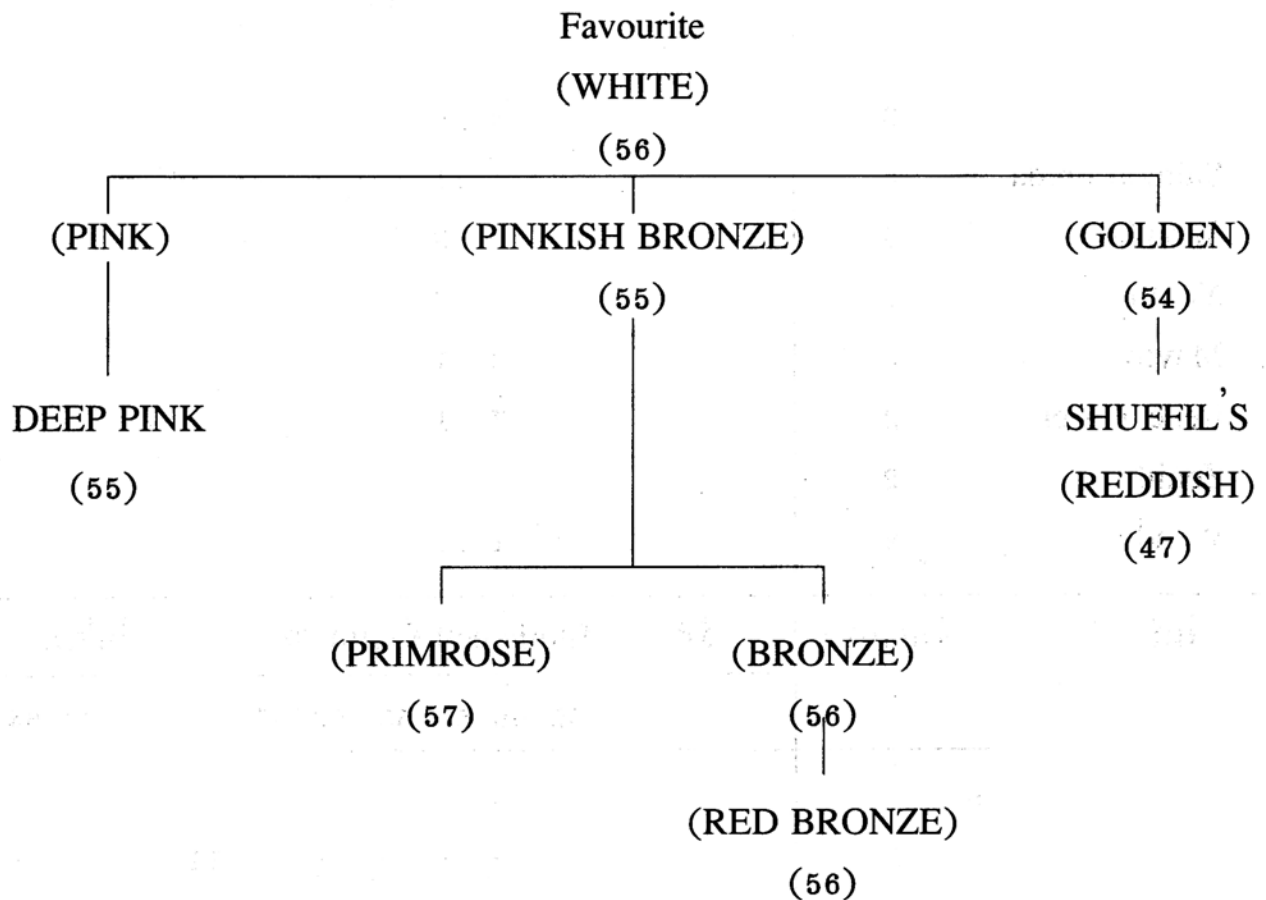 Favourite
(WHITE)
(56)
(PINK) (PINKISH BRONZE) (GOLDEN)
(55) (54)
DEEP PINK SHUFFIL'S
(55) (REDDISH)
(47)
(PRIMROSE) (BRONZE)
(57) (56)
(RED BRONZE)
(56)